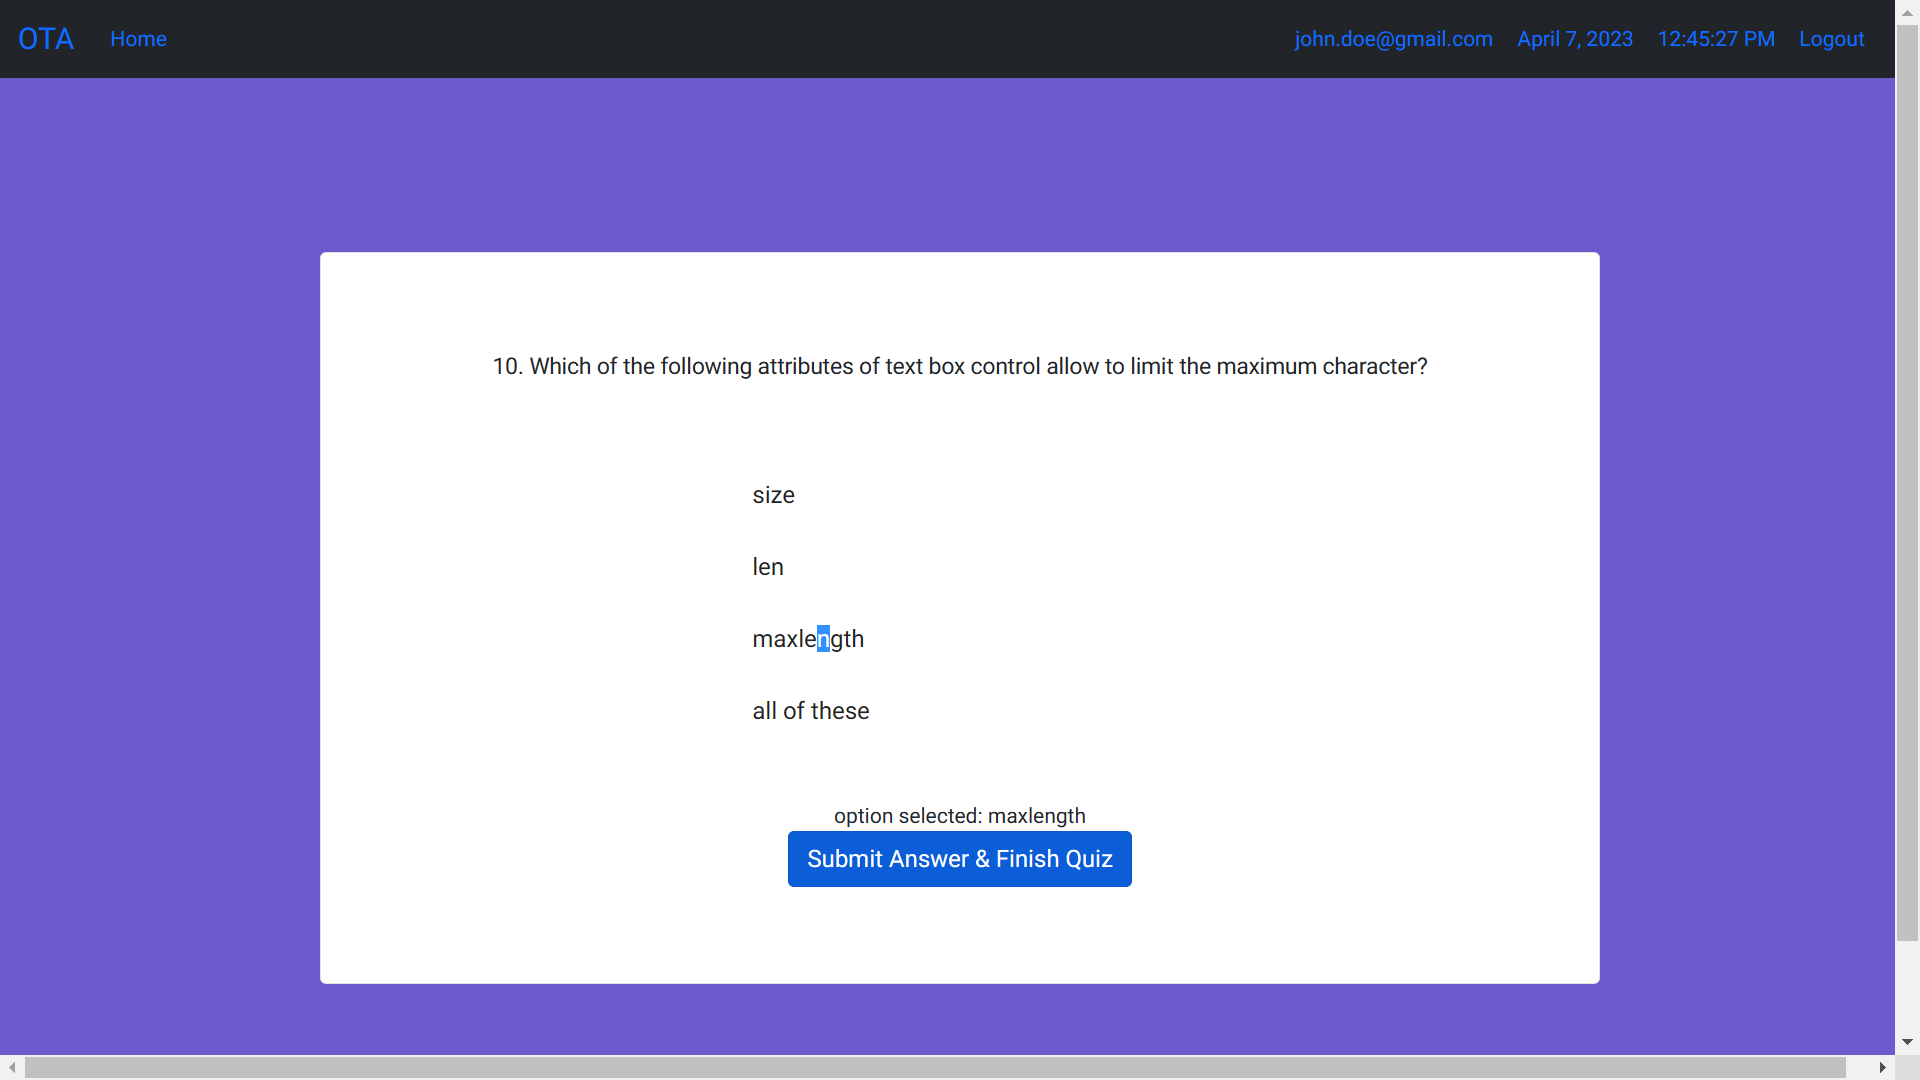 OTA Home john.doe@gmail.com April 7, 2023 12:45:27 PM Logout
10. Which of the following attributes of text box control allow to limit the maximum character?
size
len
maxlength
all of these
option selected: maxlength
Submit Answer & Finish Quiz